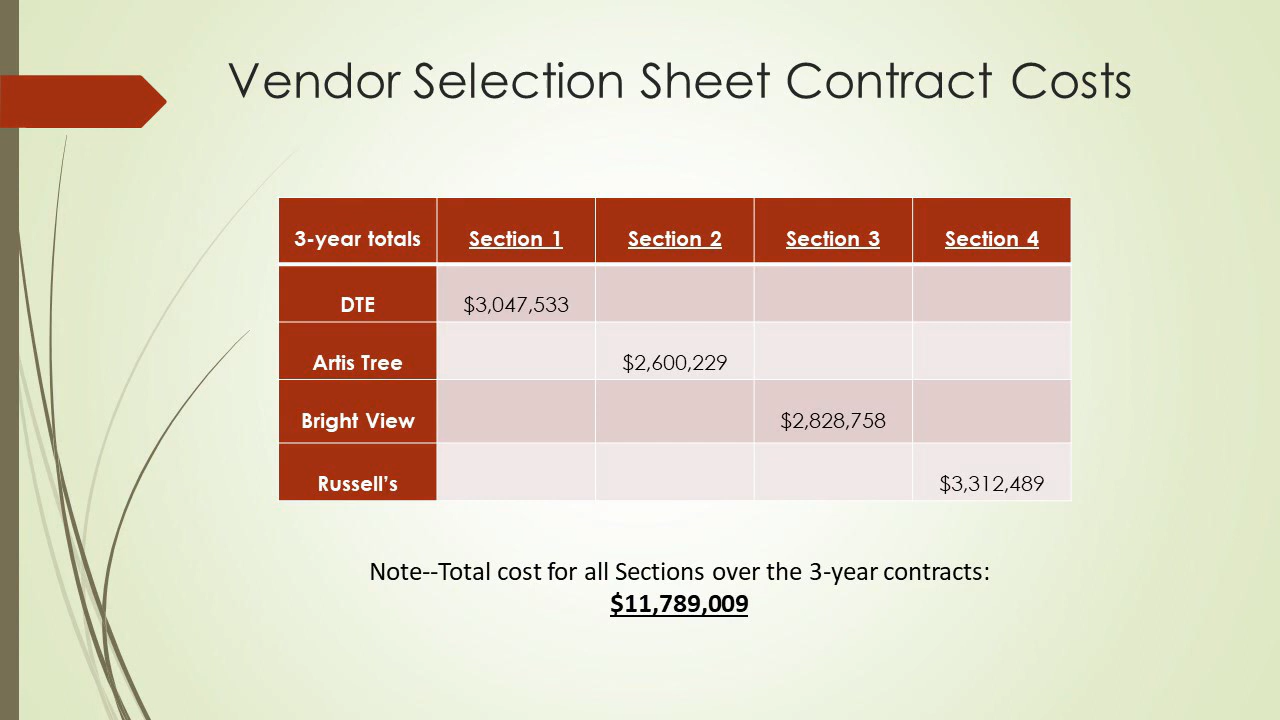 Vendor Selection Sheet Contract Costs
3-year totals Section 1 Section 2 Section 3 Section 4
DTE $3,047,533
Artis Tree $2,600,229
Bright View $2,828,758
Russell’s $3,312,489
Note--Total cost for all Sections over the 3-year contracts:
$11,789,009